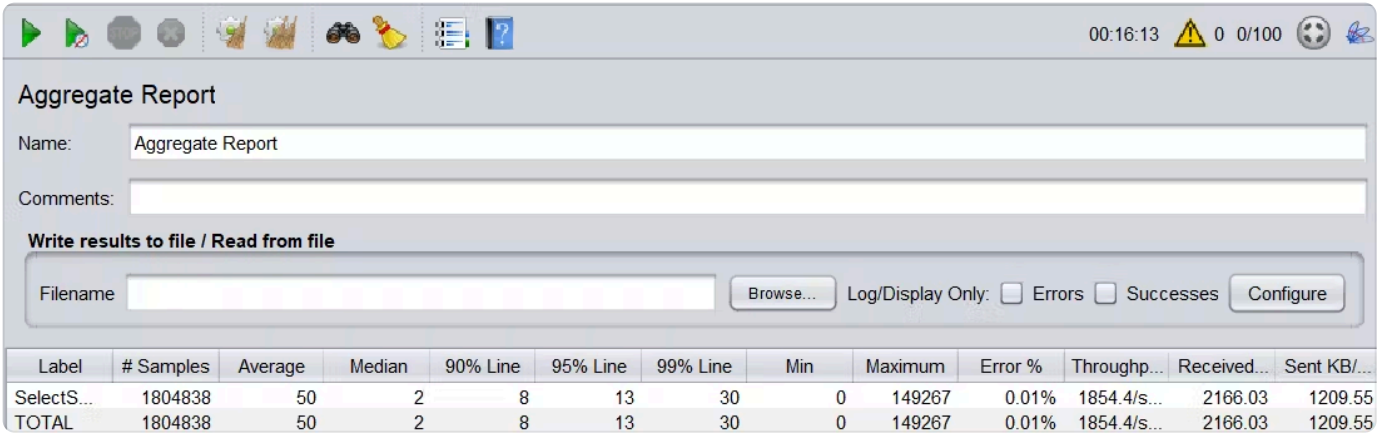 STOP 00:16:13 0 0/100
Aggregate Report
Name: Aggregate Report
Comments:
Write results to file / Read from file
Filename Browse... Log/Display Only: Errors Successes Configure
Label # Samples Average Median 90% Line 95% Line 99% Line Min Maximum Error % Throughp... Received... Sent KB/...
SelectS... 1804838 50 2 8 13 30 0 149267 0.01% 1854.4/s... 2166.03 1209.55
TOTAL 1804838 50 2 8 13 30 0 149267 0.01% 1854.4/s... 2166.03 1209.55